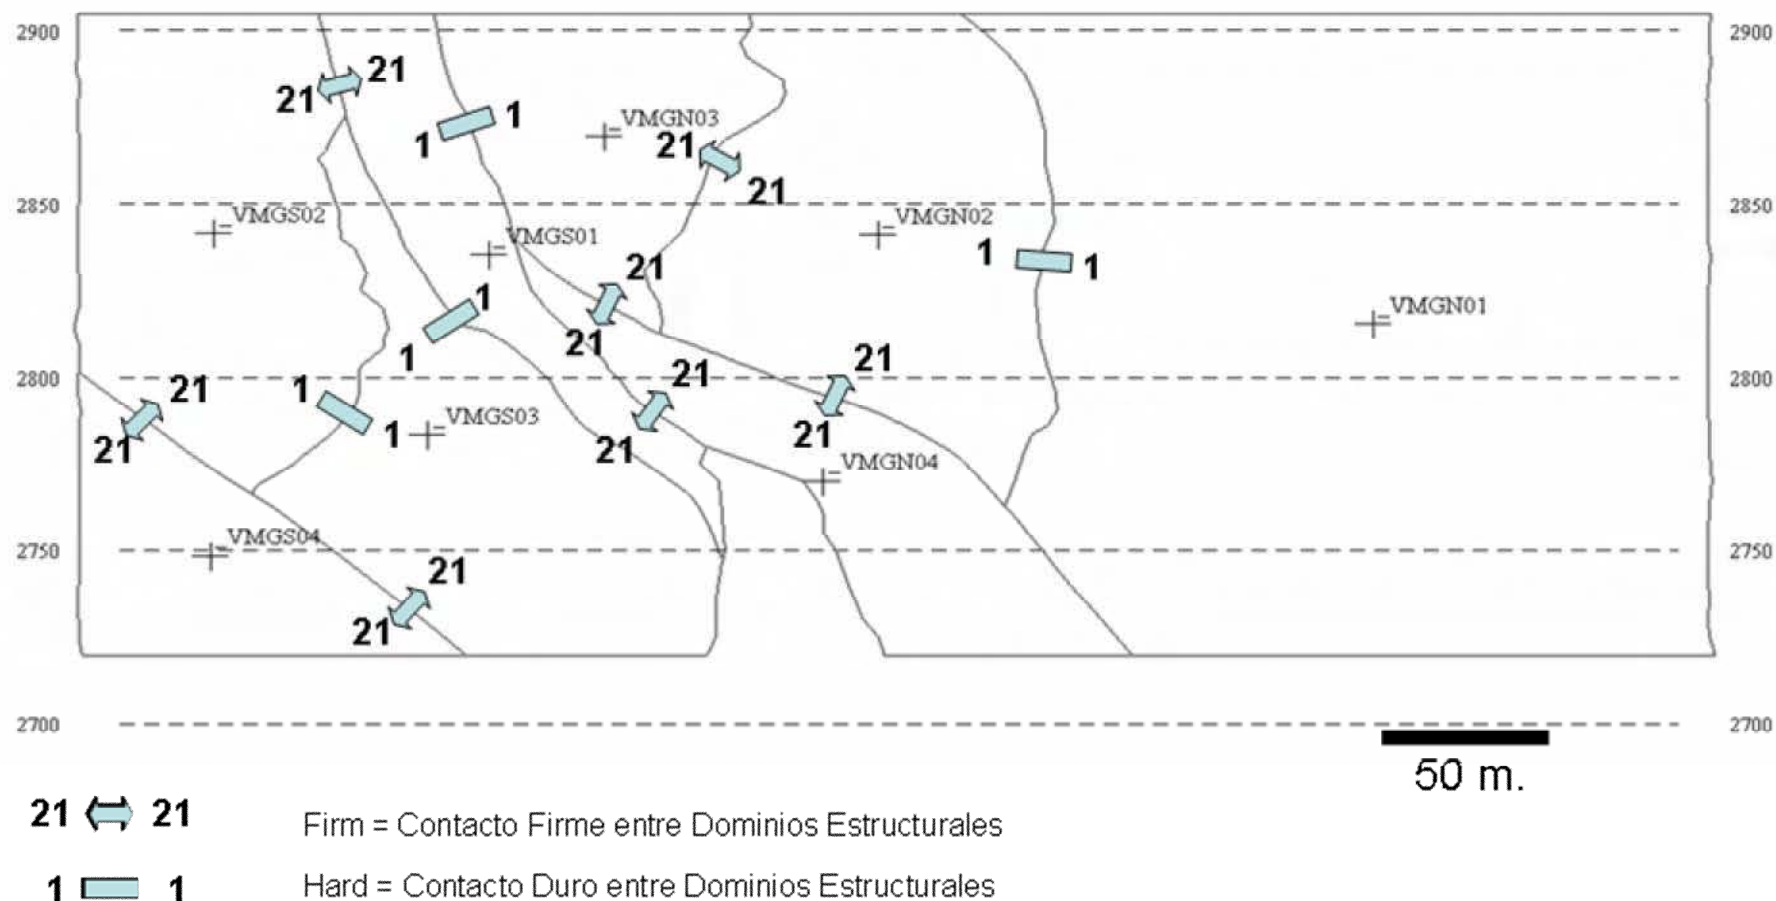 2900
2900
21
21
1
1
VMGN03
21
21
2850
2850
VMGS02
VMGS01
VMGN02
1
1
21
21
VMGN01
1
1
2800
2800
21
21
21
21
21
21
1
1
VMGS03
VMGN04
2750
2750
VMGS04
21
21
2700
2700
50 m.
21 21 Firm = Contacto Firme entre Dominios Estructurales
1 1 Hard = Contacto Duro entre Dominios Estructurales